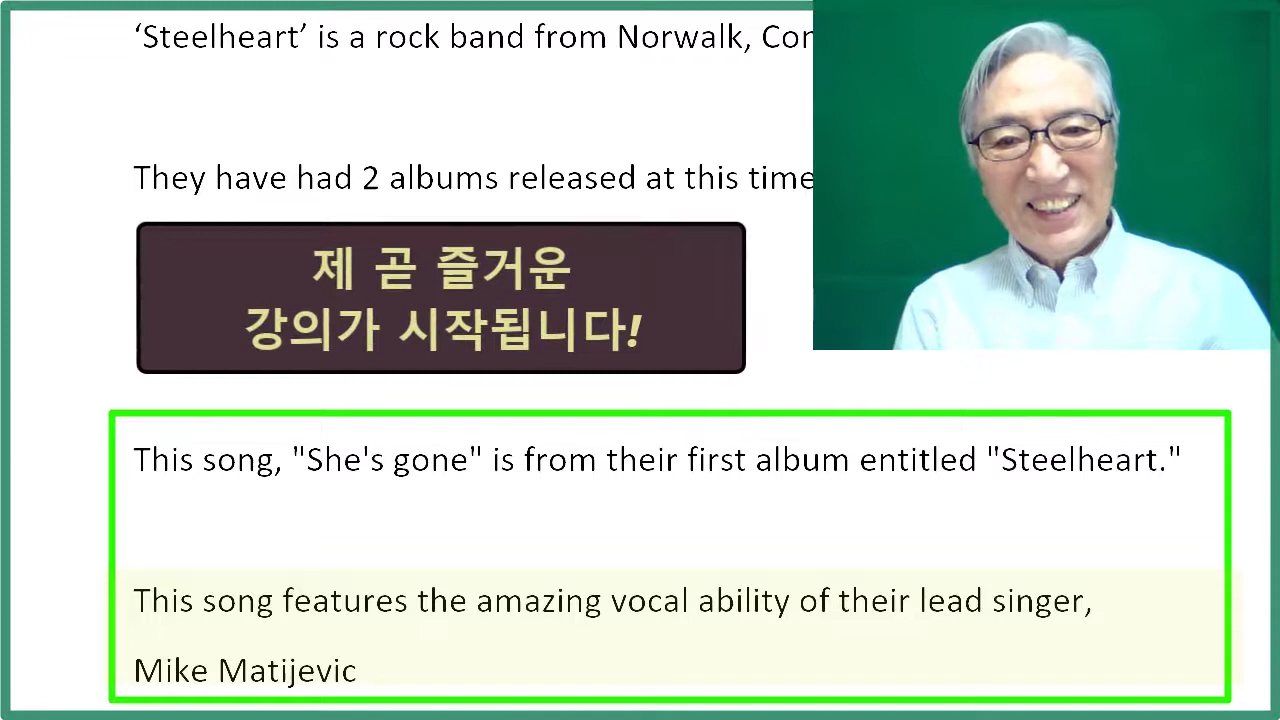 ‘Steelheart’ is a rock band from Norwalk,
They have had 2 albums released at this time
제 곧 즐거운
강의가 시작됩니다!
This song, "She's gone" is from their first album entitled "Steelheart."
This song features the amazing vocal ability of their lead singer,
Mike Matijevic